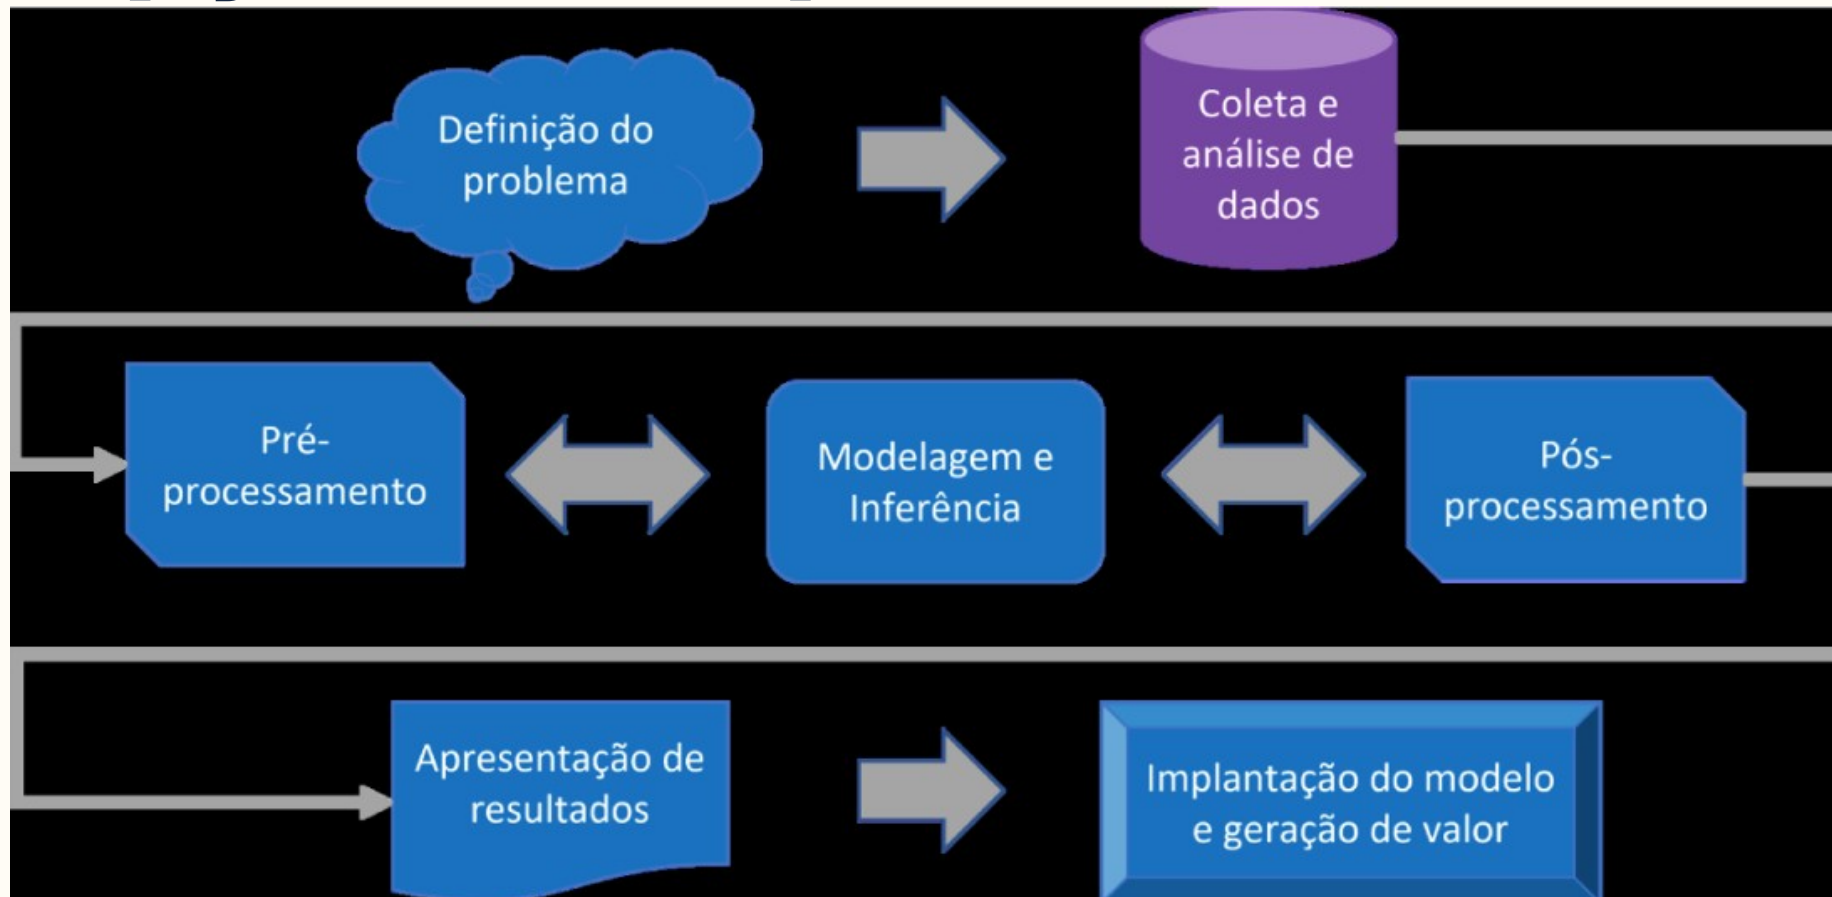 Definição do
problema
Coleta e
análise de
dados
Pré-
processamento
Modelagem e
Inferência
Pós-
processamento
Apresentação de
resultados
Implantação do modelo
e geração de valor